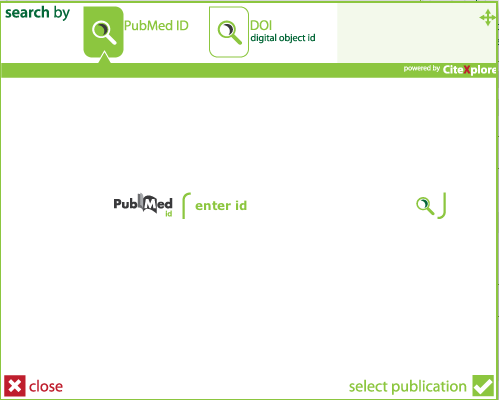 search by
PubMed ID
DOI
digital object id
powered by CiteXplore
PubMed id
enter id
close
select publication